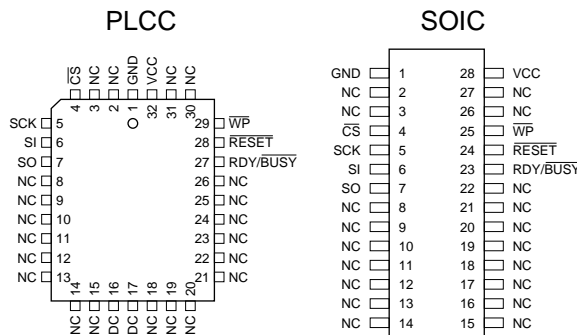 PLCC
CS NC NC GND VCC NC NC
4 3 2 1 32 31 30
SCK 5 29 WP
SI 6 28 RESET
SO 7 27 RDY/BUSY
NC 8 26 NC
NC 9 25 NC
NC 10 24 NC
NC 11 23 NC
NC 12 22 NC
NC 13 21 NC
14 15 16 17 18 19 20
NC NC DC DC NC NC NC
SOIC
GND 1 28 VCC
NC 2 27 NC
NC 3 26 NC
CS 4 25 WP
SCK 5 24 RESET
SI 6 23 RDY/BUSY
SO 7 22 NC
NC 8 21 NC
NC 9 20 NC
NC 10 19 NC
NC 11 18 NC
NC 12 17 NC
NC 13 16 NC
NC 14 15 NC